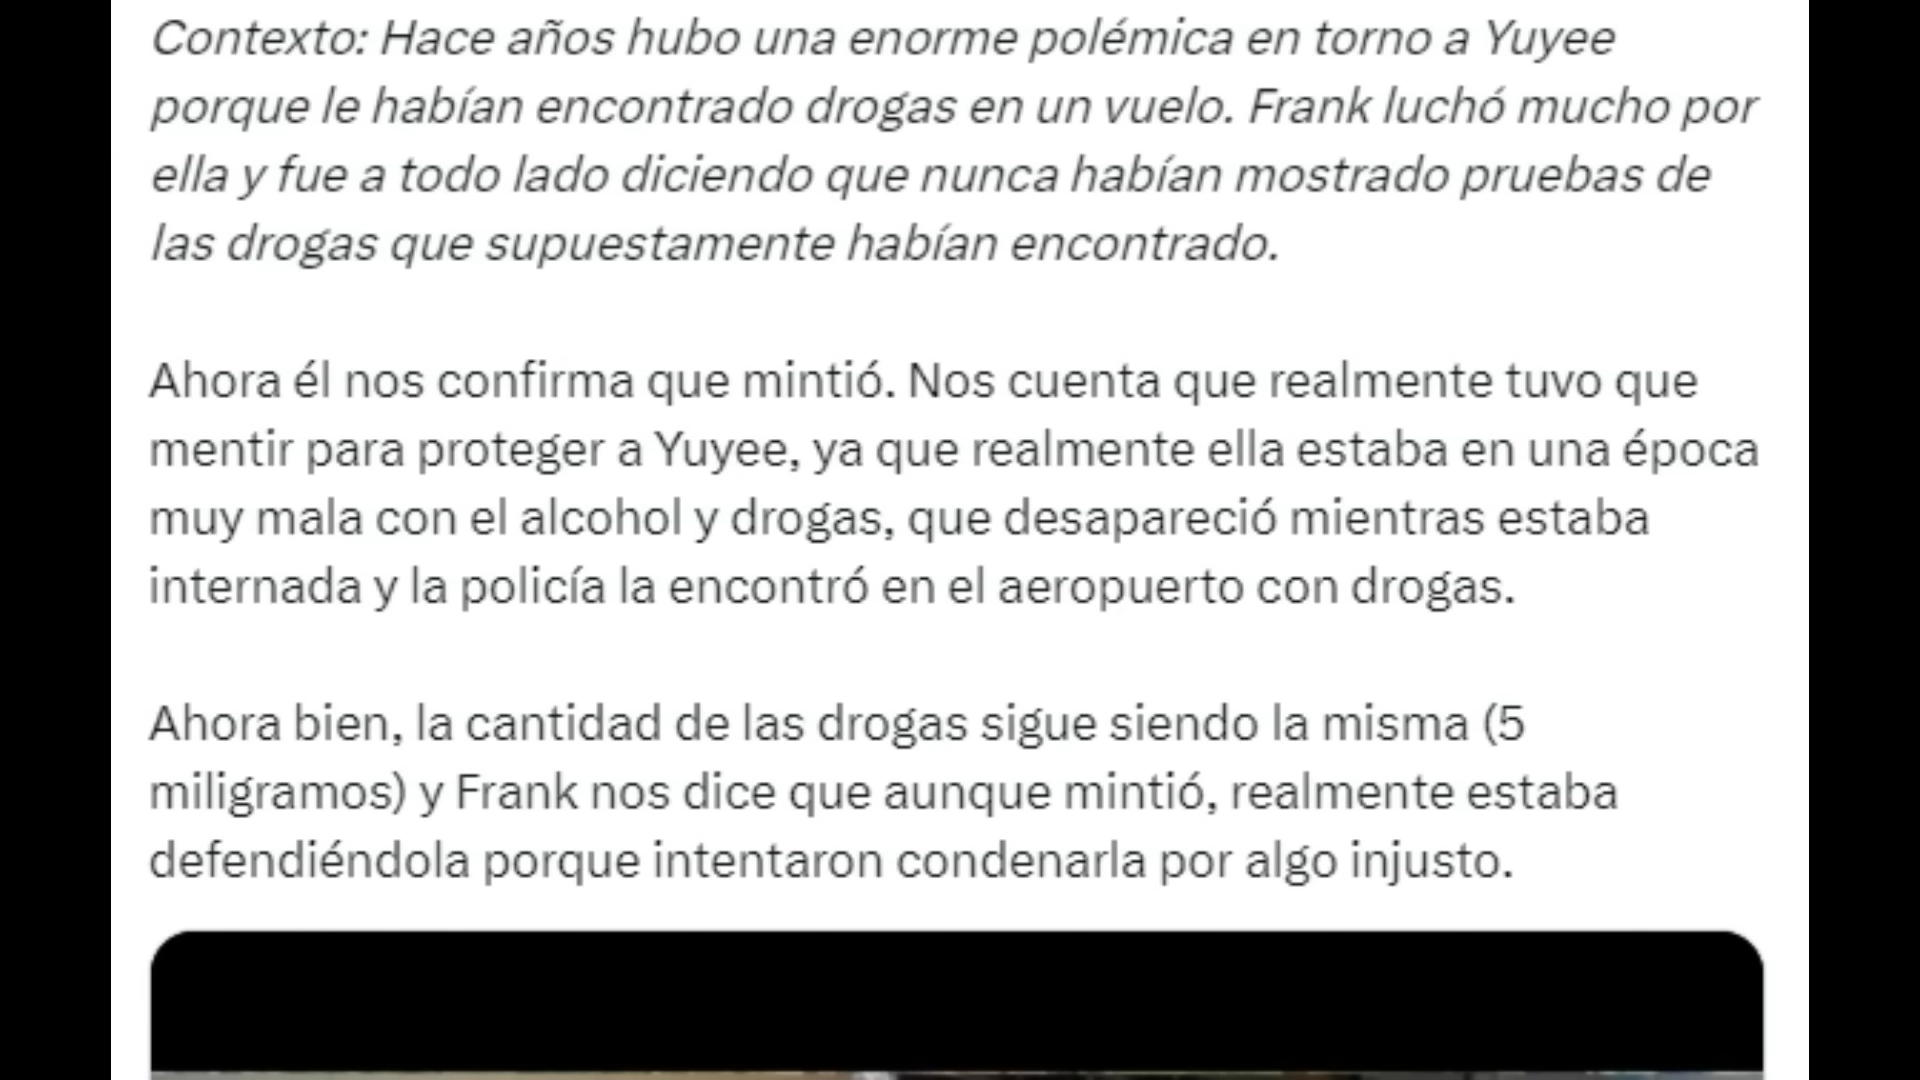 Contexto: Hace años hubo una enorme polémica en torno a Yuyee
porque le habían encontrado drogas en un vuelo. Frank luchó mucho por
ella y fue a todo lado diciendo que nunca habían mostrado pruebas de
las drogas que supuestamente habían encontrado.
Ahora él nos confirma que mintió. Nos cuenta que realmente tuvo que
mentir para proteger a Yuyee, ya que realmente ella estaba en una época
muy mala con el alcohol y drogas, que desapareció mientras estaba
internada y la policía la encontró en el aeropuerto con drogas.
Ahora bien, la cantidad de las drogas sigue siendo la misma (5
miligramos) y Frank nos dice que aunque mintió, realmente estaba
defendiéndola porque intentaron condenarla por algo injusto.